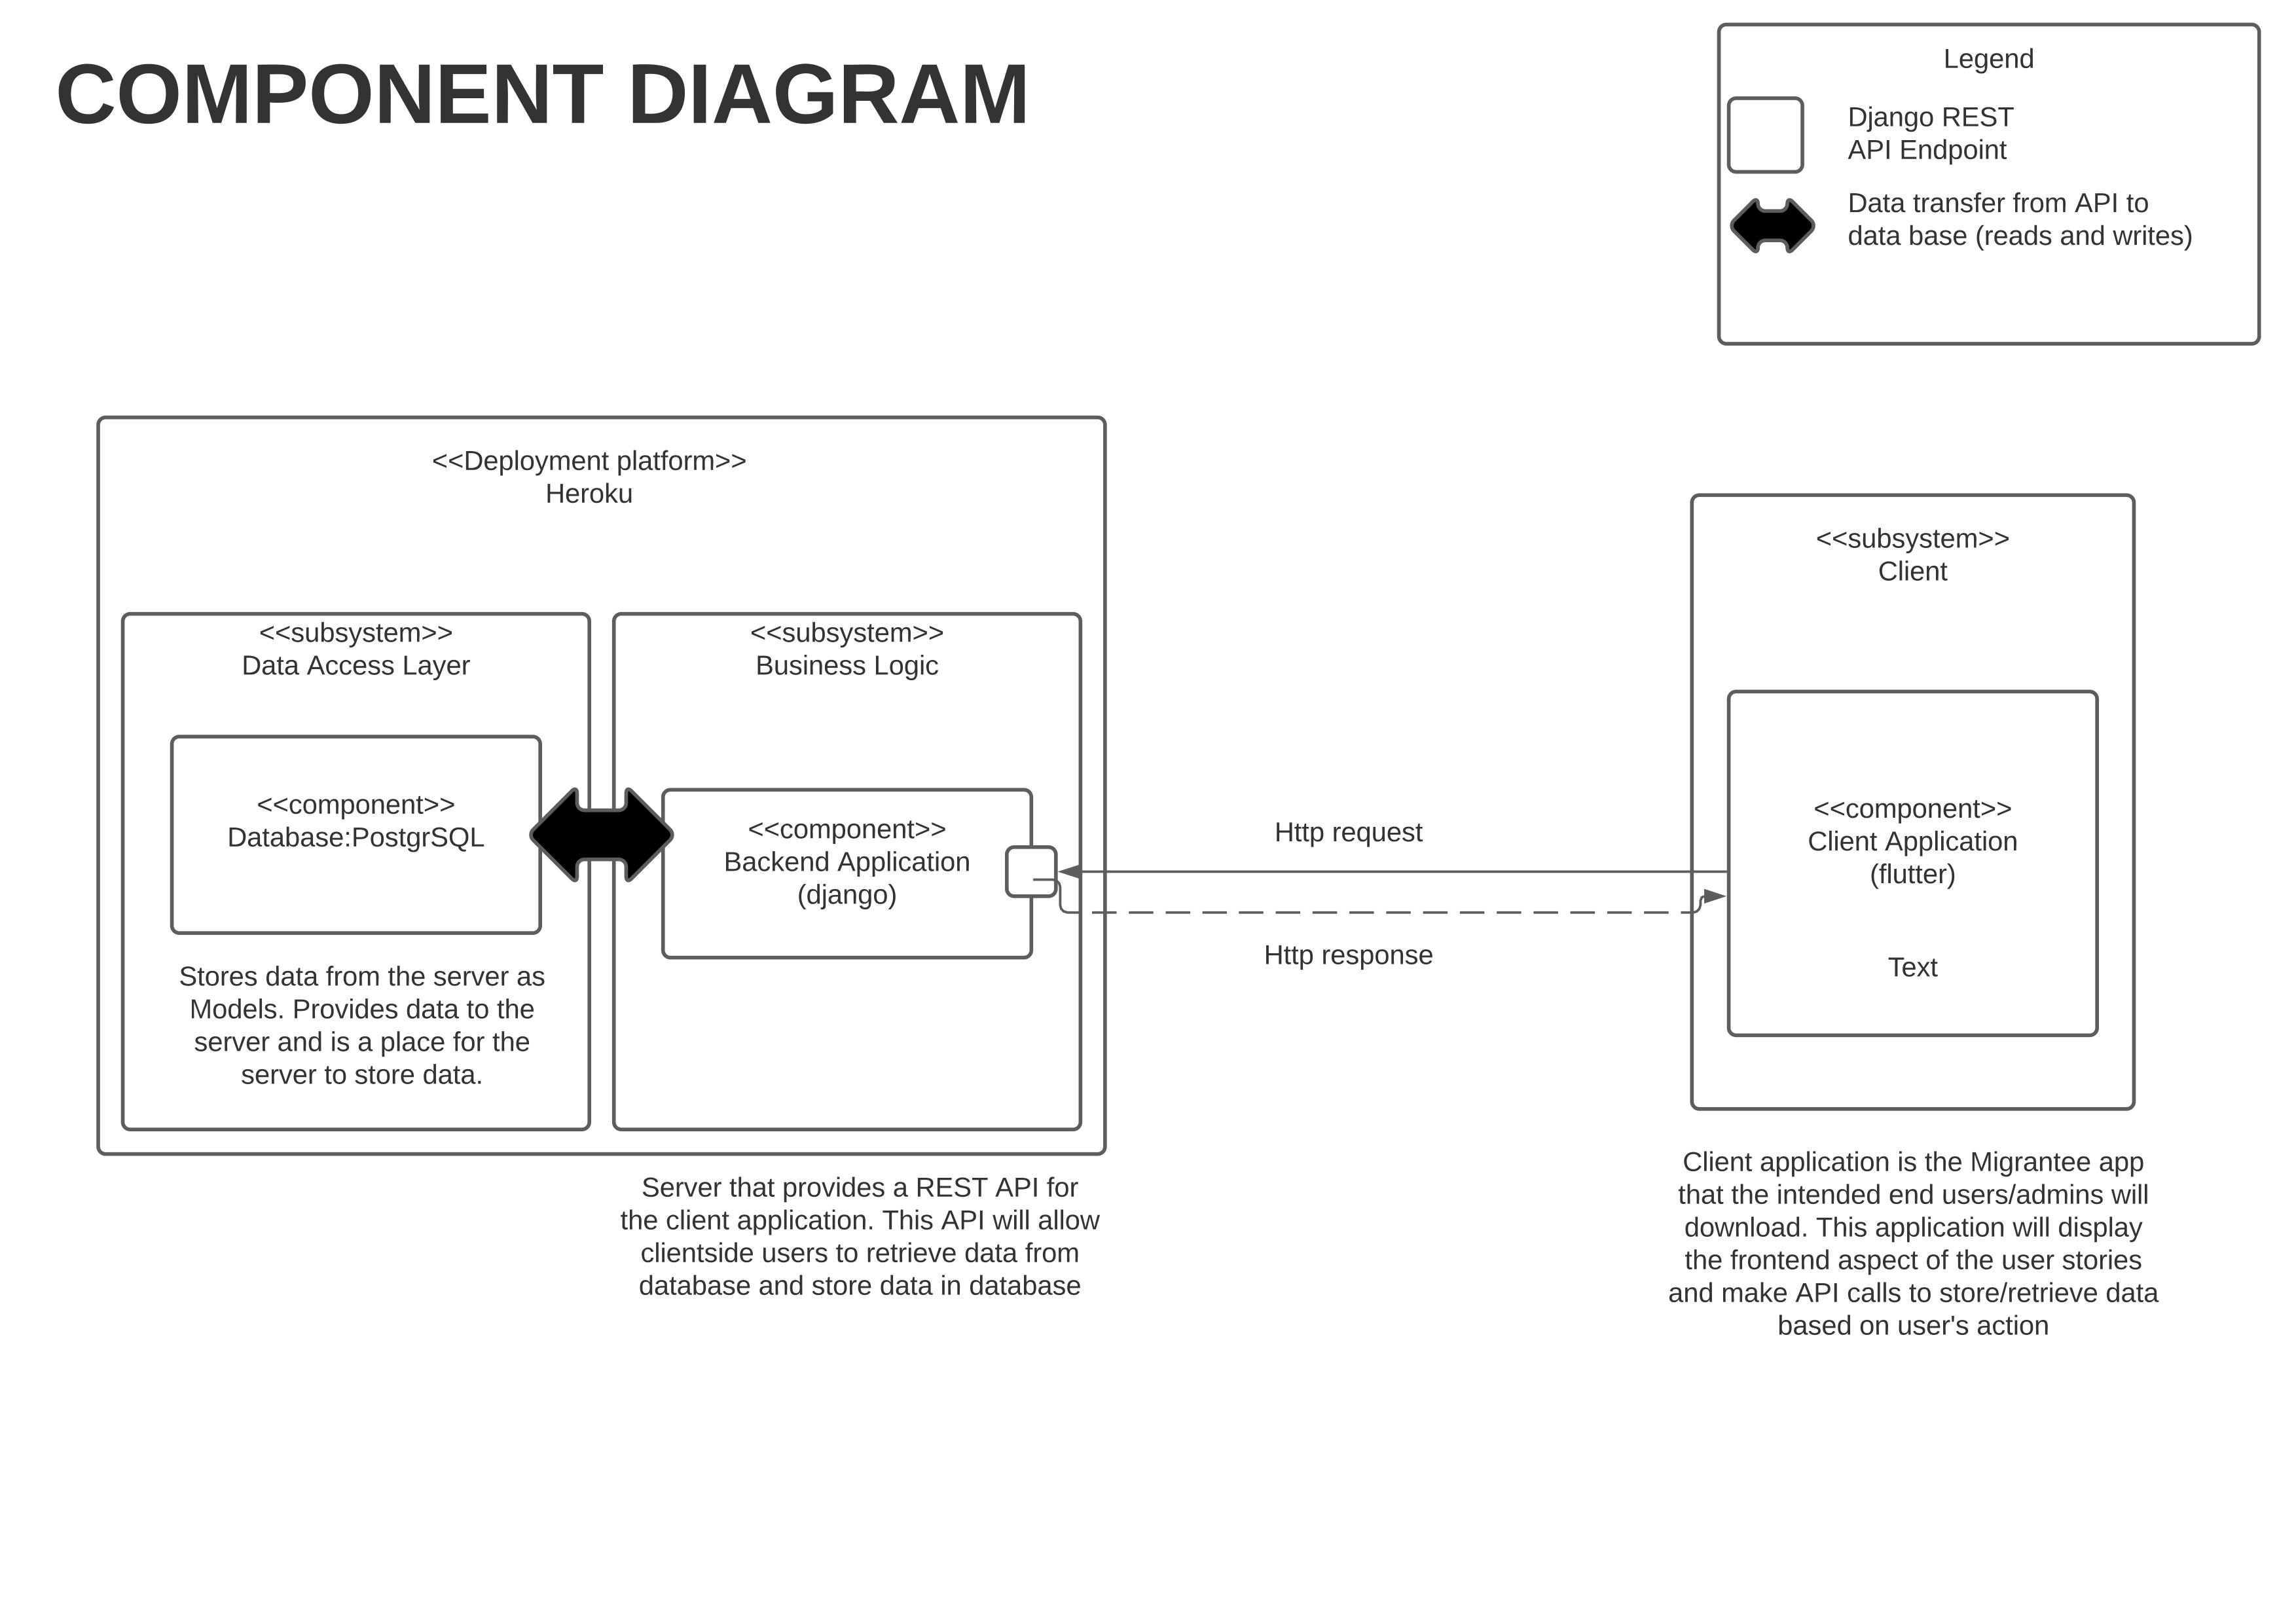 COMPONENT DIAGRAM
Legend
Django REST
API Endpoint
Data transfer from API to
data base (reads and writes)
<<Deployment platform>>
Heroku
<<subsystem>>
Data Access Layer
<<component>>
Database:PostgrSQL
Stores data from the server as
Models. Provides data to the
server and is a place for the
server to store data.
<<subsystem>>
Business Logic
<<component>>
Backend Application
(django)
Server that provides a REST API for
the client application. This API will allow
clientside users to retrieve data from
database and store data in database
Http request
Http response
<<subsystem>>
Client
<<component>>
Client Application
(flutter)
Text
Client application is the Migrantee app
that the intended end users/admins will
download. This application will display
the frontend aspect of the user stories
and make API calls to store/retrieve data
based on user's action